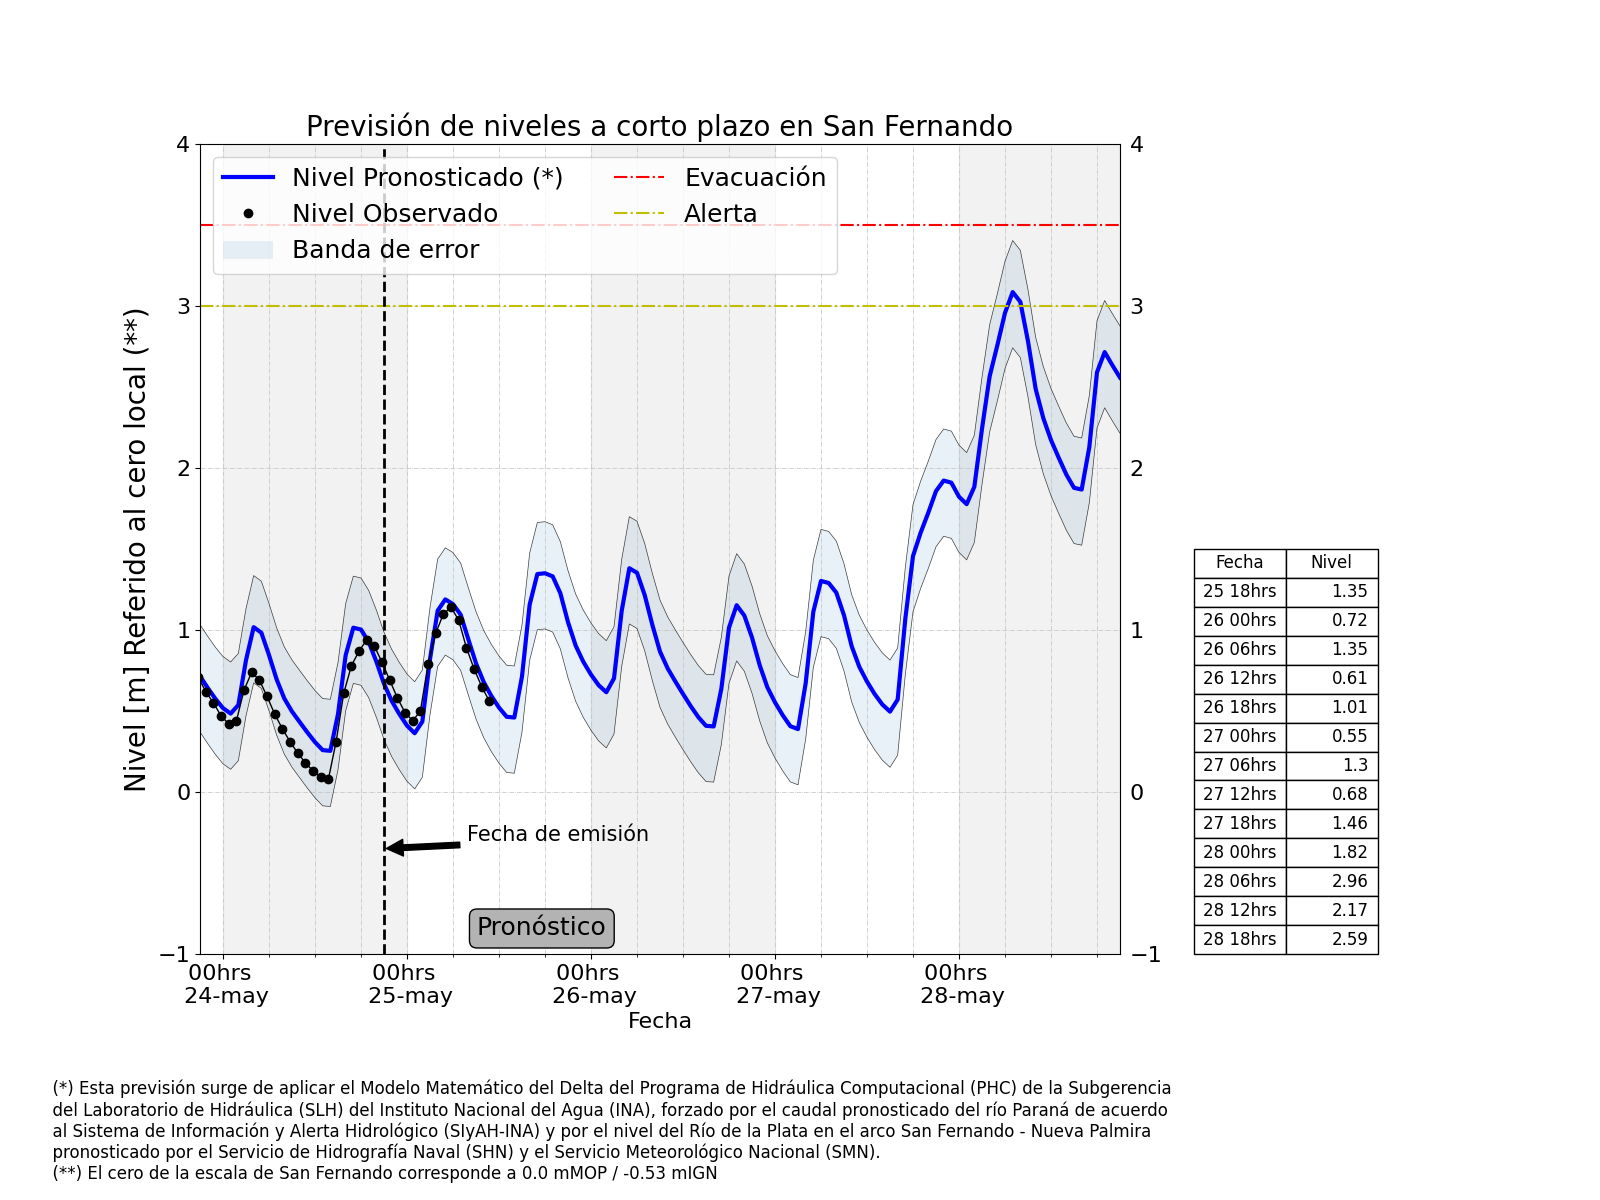 Previsión de niveles a corto plazo en San Fernando
Nivel Pronosticado (*)
Nivel Observado
Banda de error
Evacuación
Alerta
Nivel [m] Referido al cero local (**)
4
3
2
1
0
−1
4
3
2
1
0
−1
Fecha de emisión
Pronóstico
00hrs
24-may
00hrs
25-may
00hrs
26-may
00hrs
27-may
00hrs
28-may
Fecha
Fecha Nivel
25 18hrs 1.35
26 00hrs 0.72
26 06hrs 1.35
26 12hrs 0.61
26 18hrs 1.01
27 00hrs 0.55
27 06hrs 1.3
27 12hrs 0.68
27 18hrs 1.46
28 00hrs 1.82
28 06hrs 2.96
28 12hrs 2.17
28 18hrs 2.59
(*) Esta previsión surge de aplicar el Modelo Matemático del Delta del Programa de Hidráulica Computacional (PHC) de la Subgerencia
del Laboratorio de Hidráulica (SLH) del Instituto Nacional del Agua (INA), forzado por el caudal pronosticado del río Paraná de acuerdo
al Sistema de Información y Alerta Hidrológico (SIyAH-INA) y por el nivel del Río de la Plata en el arco San Fernando - Nueva Palmira
pronosticado por el Servicio de Hidrografía Naval (SHN) y el Servicio Meteorológico Nacional (SMN).
(**) El cero de la escala de San Fernando corresponde a 0.0 mMOP / -0.53 mIGN